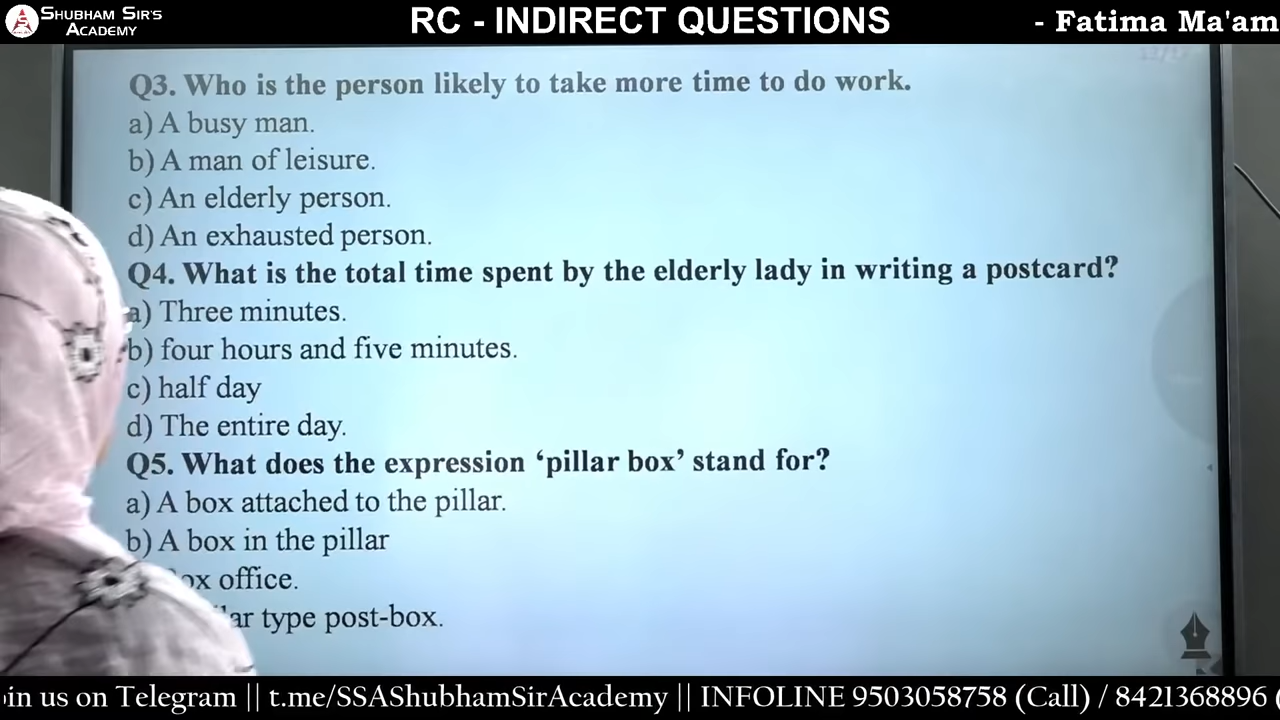 SHUBHAM SIR'S
ACADEMY
RC - INDIRECT QUESTIONS
- Fatima Ma'am
Q3. Who is the person likely to take more time to do work.
a) A busy man.
b) A man of leisure.
c) An elderly person.
d) An exhausted person.
Q4. What is the total time spent by the elderly lady in writing a postcard?
a) Three minutes.
b) four hours and five minutes.
c) half day
d) The entire day.
Q5. What does the expression ‘pillar box’ stand for?
a) A box attached to the pillar.
b) A box in the pillar
office.
type post-box.
in us on Telegram || t.me/SSAShubhamSirAcademy || INFOLINE 9503058758 (Call) / 8421368896 (